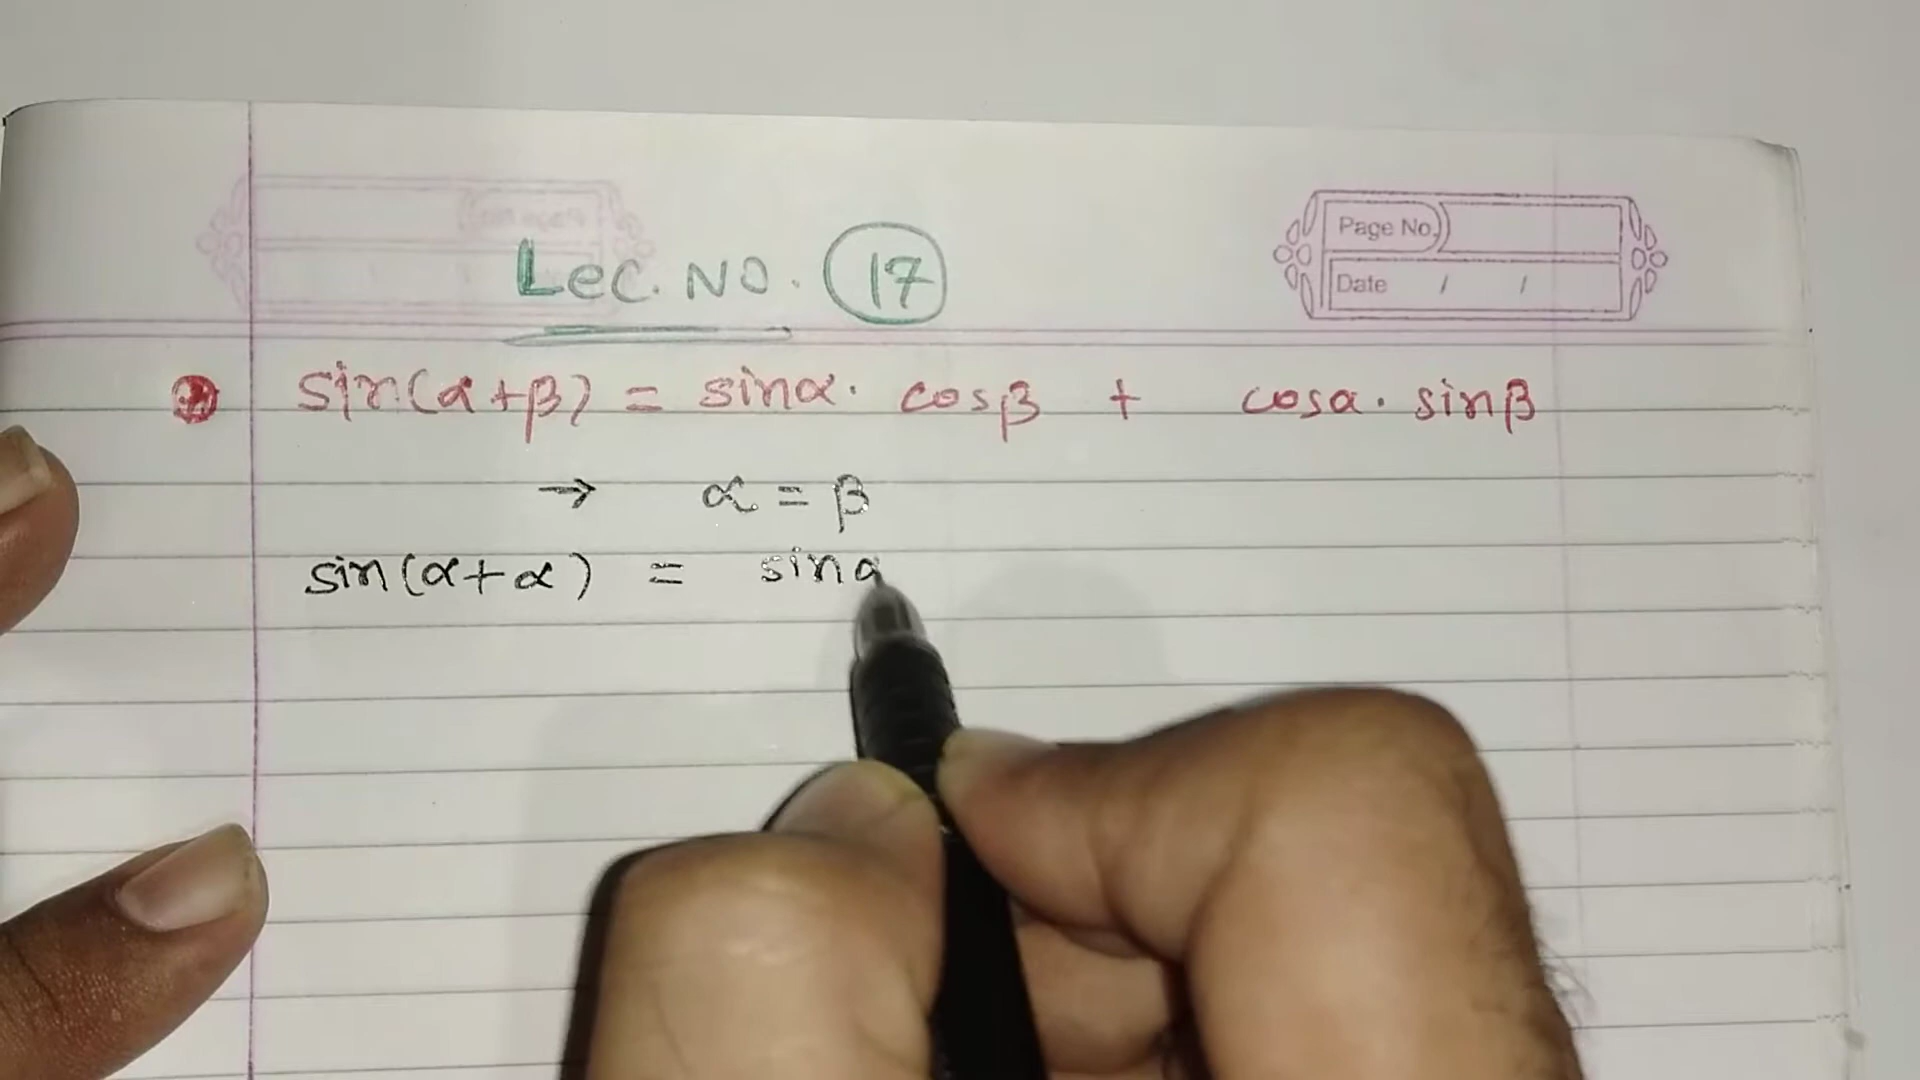 Page No.
Date / /
Lec. No. 17
sin(α+β) = sinα· cosβ + cosα· sinβ
→ α = β
sin(α+α) = sinα